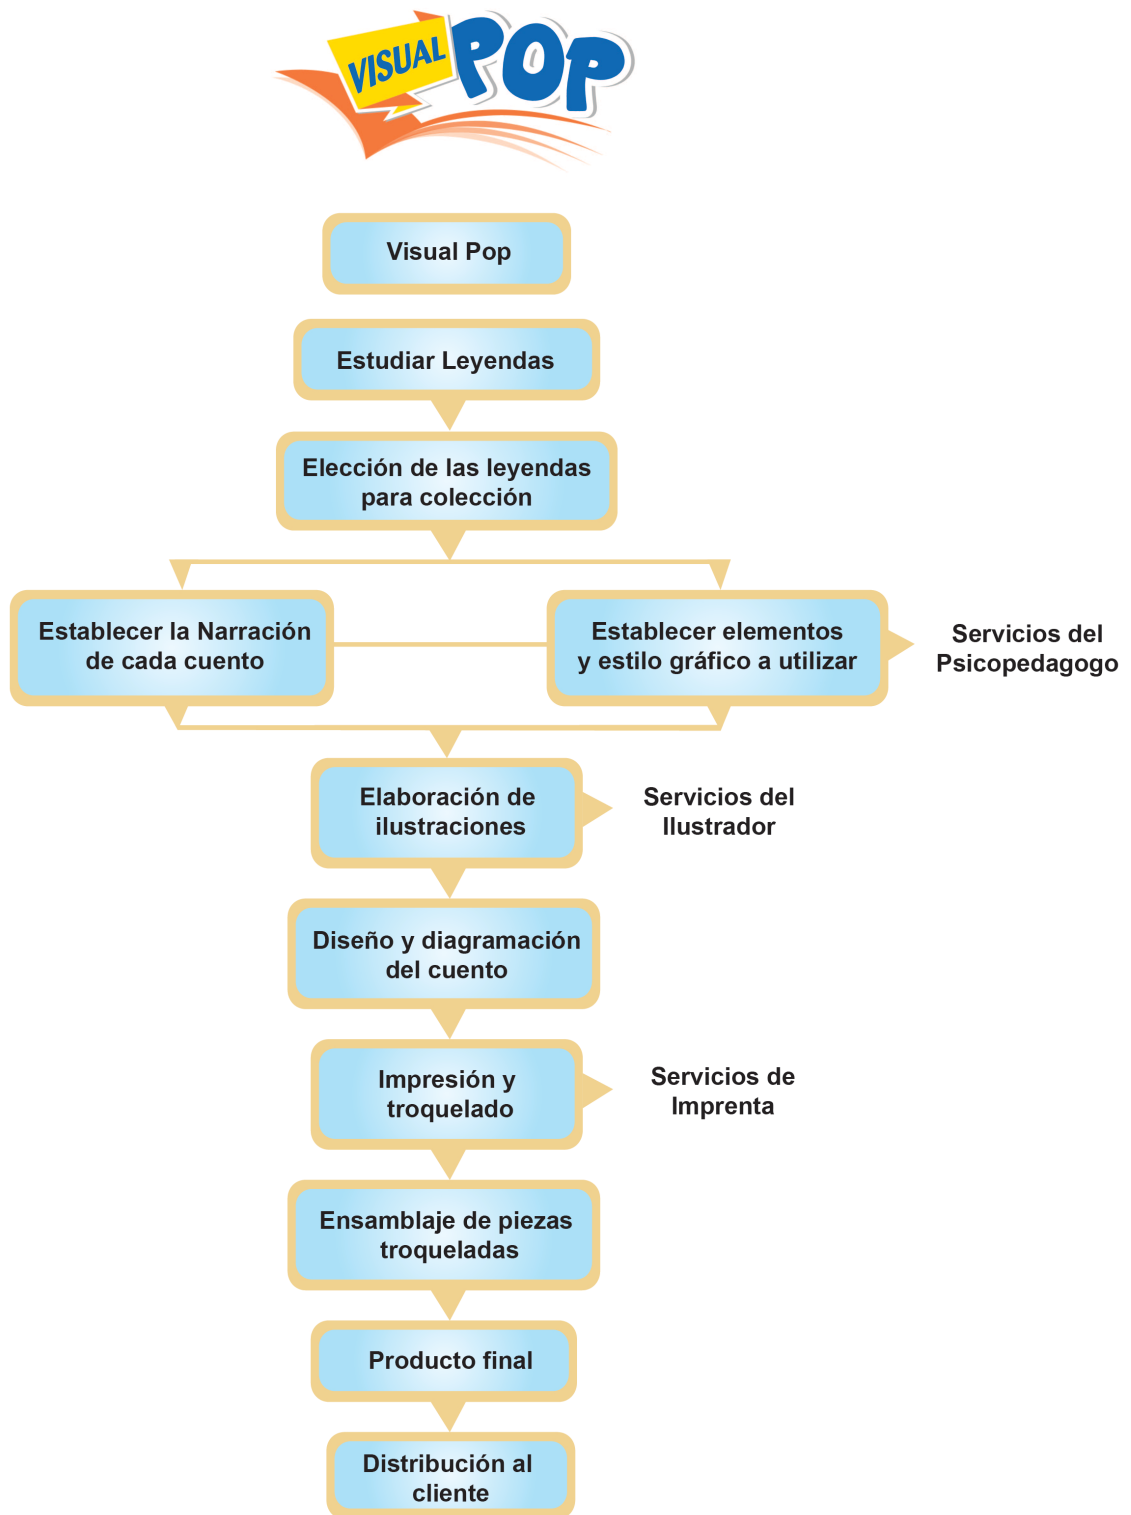 VISUAL POP
Visual Pop
Estudiar Leyendas
Elección de las leyendas
para colección
Establecer la Narración
de cada cuento
Establecer elementos
y estilo gráfico a utilizar
Servicios del
Psicopedagogo
Elaboración de
ilustraciones
Servicios del
Ilustrador
Diseño y diagramación
del cuento
Impresión y
troquelado
Servicios de
Imprenta
Ensamblaje de piezas
troqueladas
Producto final
Distribución al
cliente